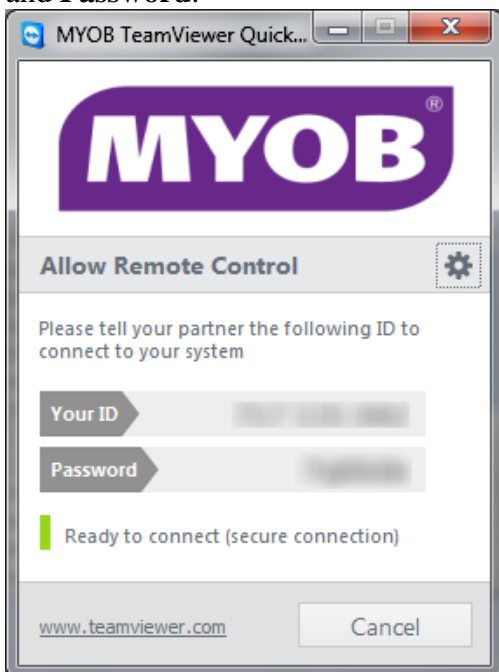 and Password.
MYOB TeamViewer Quick...
MYOB®
Allow Remote Control
Please tell your partner the following ID to
connect to your system
Your ID
Password
Ready to connect (secure connection)
www.teamviewer.com
Cancel